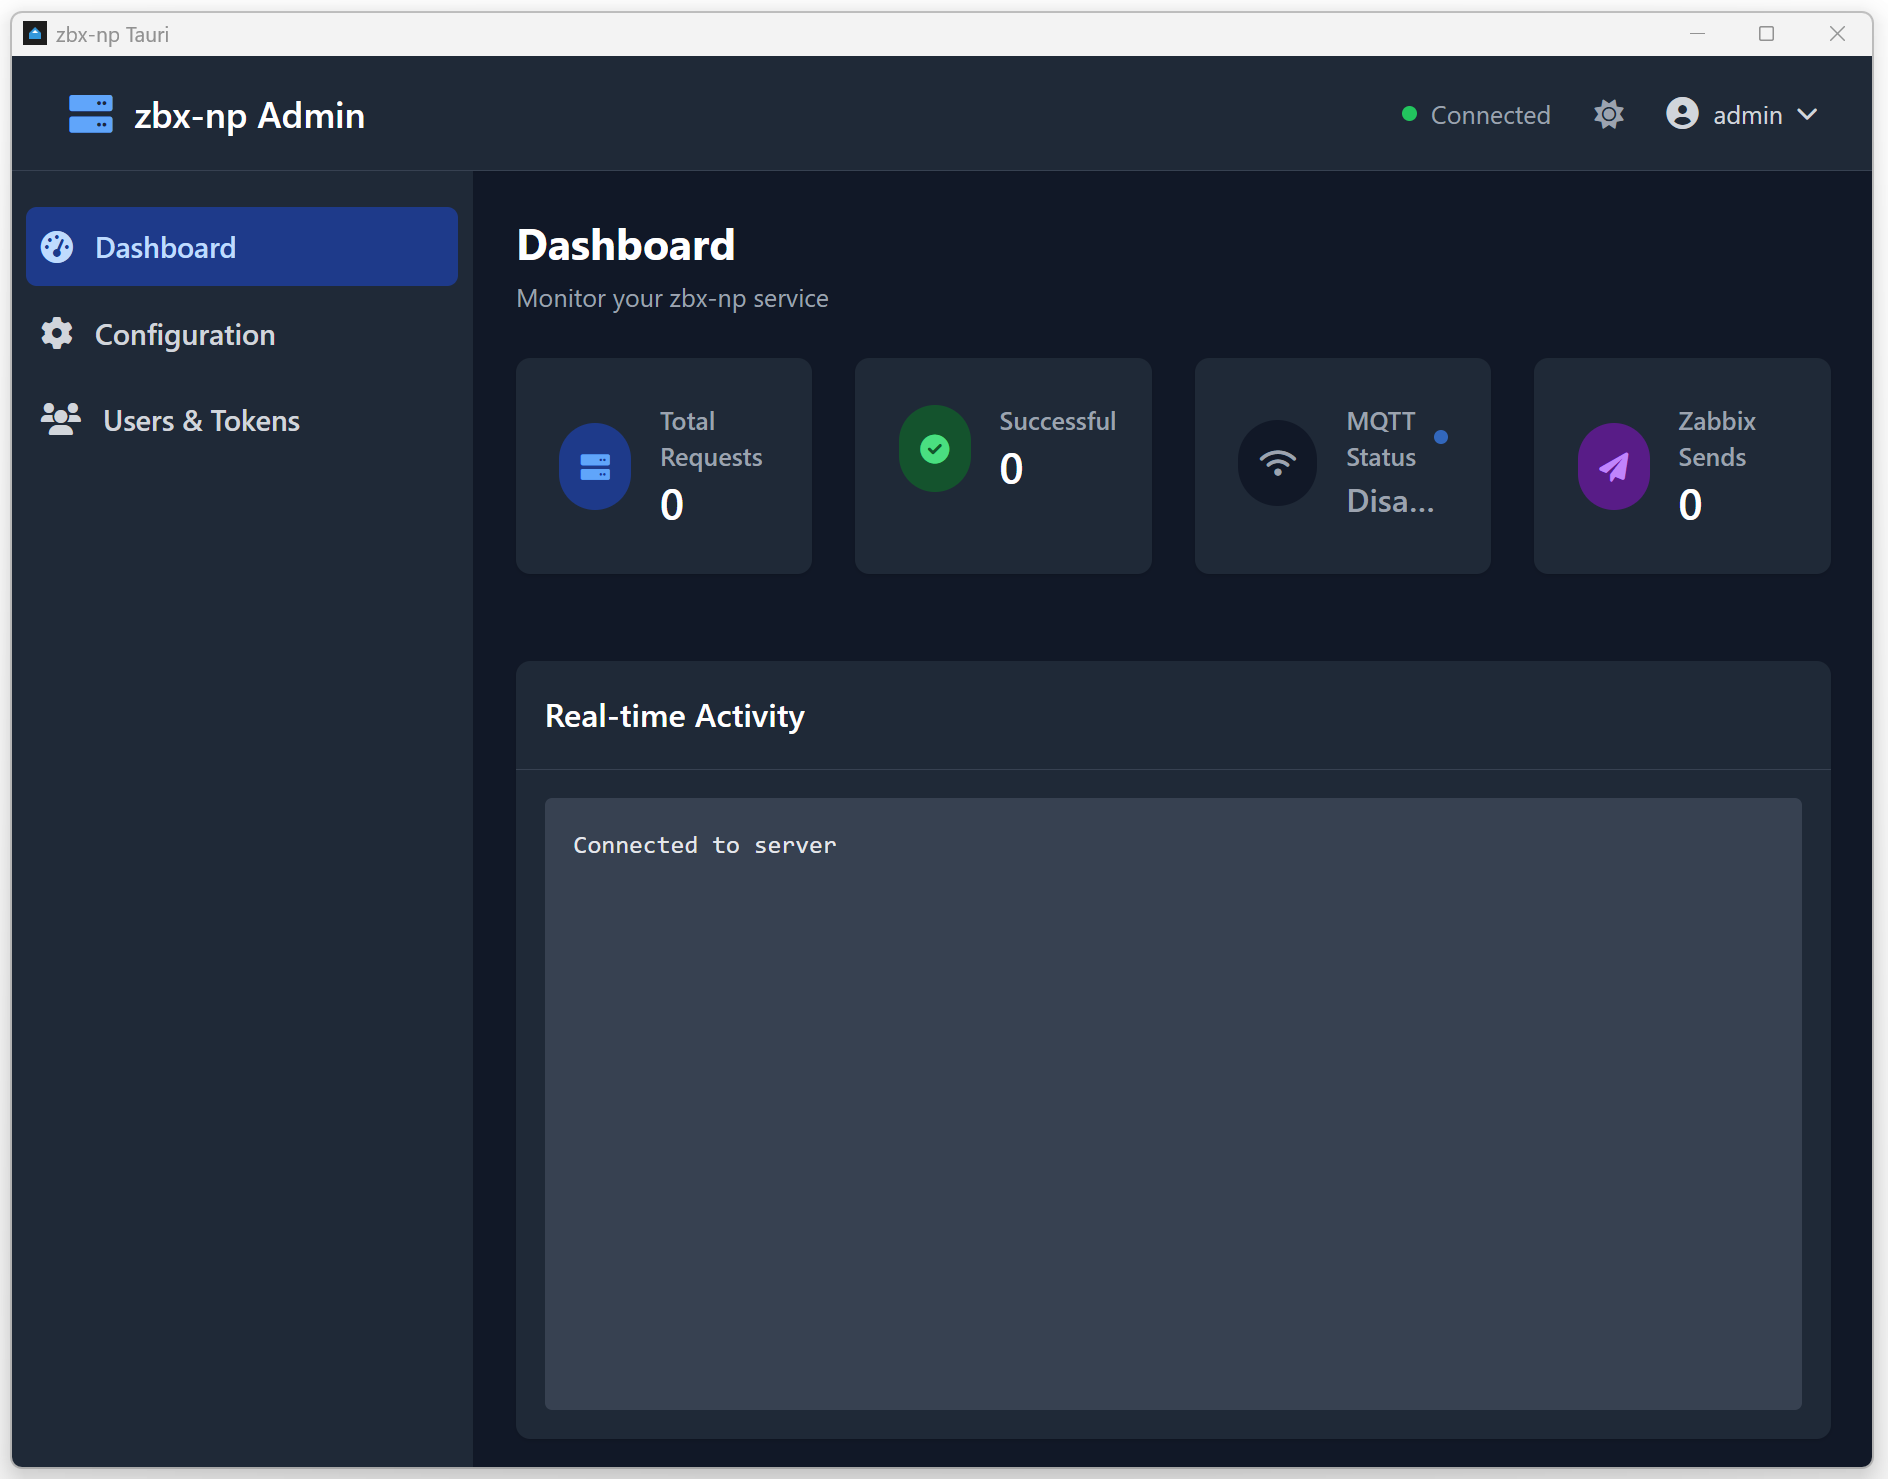 zbx-np Tauri
zbx-np Admin
Connected
admin
Dashboard
Configuration
Users & Tokens
Dashboard
Monitor your zbx-np service
Total
Requests
0
Successful
0
MQTT
Status
Disa...
Zabbix
Sends
0
Real-time Activity
Connected to server